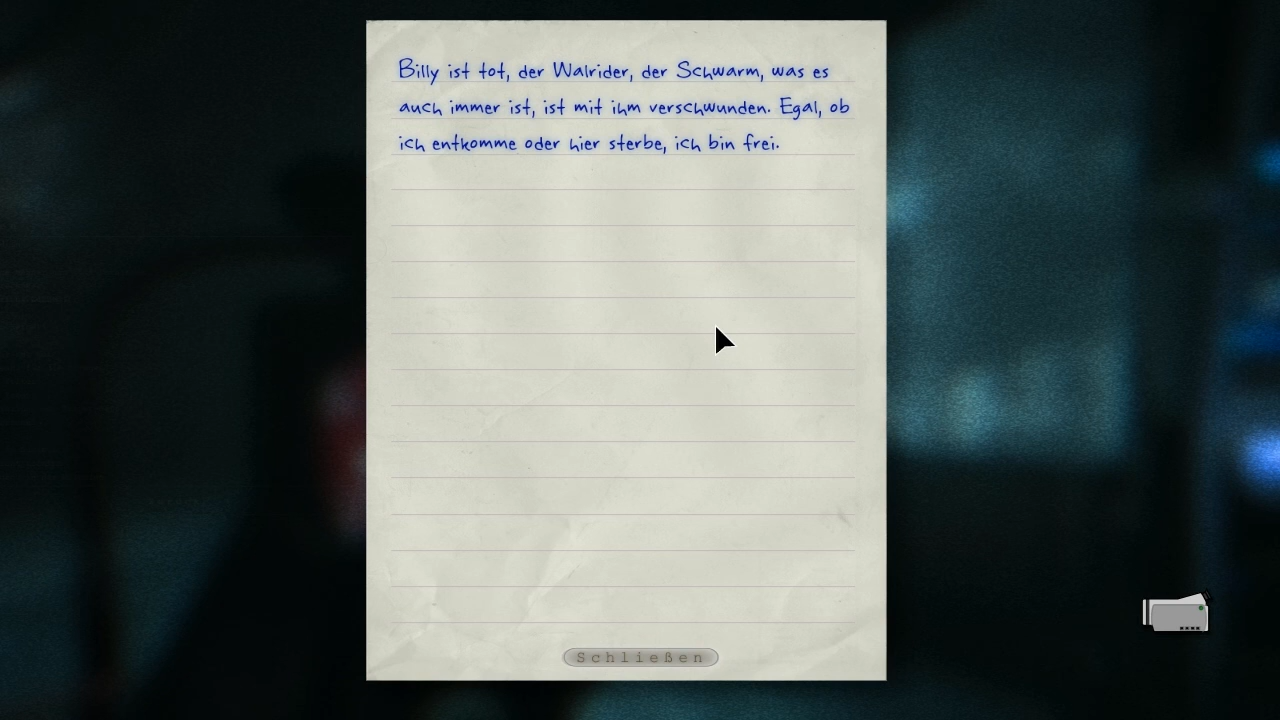 Billy ist tot, der Walrider, der Schwarm, was es
auch immer ist, ist mit ihm verschwunden. Egal, ob
ich entkomme oder hier sterbe, ich bin frei.
Schließen